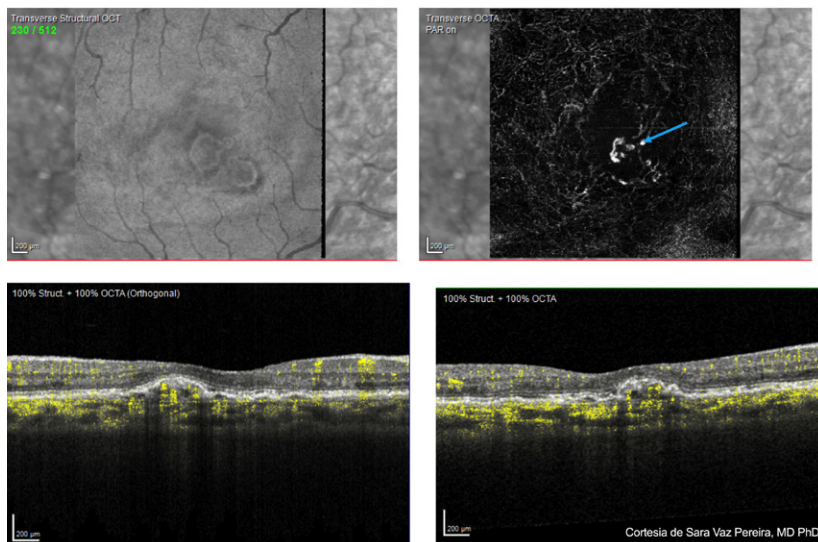 Transverse Structural OCT
230 / 512
200 µm
Transverse OCTA
PAR on
200 µm
100% Struct. + 100% OCTA (Orthogonal)
200 µm
100% Struct. + 100% OCTA
200 µm
Cortesia de Sara Vaz Pereira, MD PhD